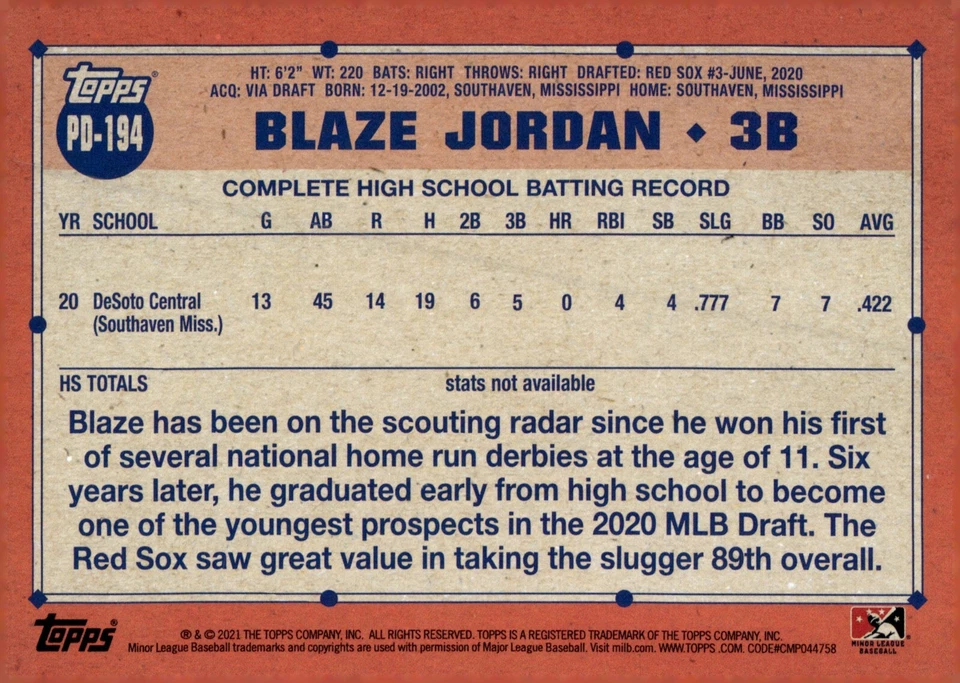 Topps®
PD-194
HT: 6'2" WT: 220 BATS: RIGHT THROWS: RIGHT DRAFTED: RED SOX #3-JUNE, 2020
ACQ: VIA DRAFT BORN: 12-19-2002, SOUTHAVEN, MISSISSIPPI HOME: SOUTHAVEN, MISSISSIPPI
BLAZE JORDAN ◆ 3B
COMPLETE HIGH SCHOOL BATTING RECORD
YR SCHOOL G AB R H 2B 3B HR RBI SB SLG BB SO AVG
20 DeSoto Central 13 45 14 19 6 5 0 4 4 .777 7 7 .422
(Southaven Miss.)
HS TOTALS stats not available
Blaze has been on the scouting radar since he won his first
of several national home run derbies at the age of 11. Six
years later, he graduated early from high school to become
one of the youngest prospects in the 2020 MLB Draft. The
Red Sox saw great value in taking the slugger 89th overall.
Topps®
® & © 2021 THE TOPPS COMPANY, INC. ALL RIGHTS RESERVED. TOPPS IS A REGISTERED TRADEMARK OF THE TOPPS COMPANY, INC.
Minor League Baseball trademarks and copyrights are used with permission of Major League Baseball. Visit milb.com. WWW.TOPPS .COM. CODE#CMP044758
MINOR LEAGUE
BASEBALL